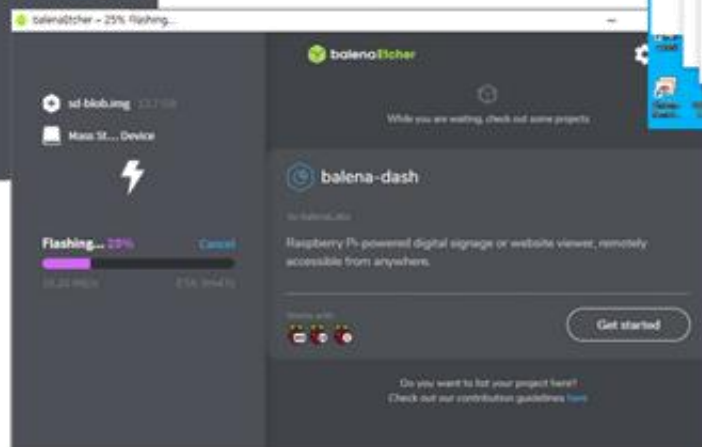 balenaEtcher – 25% Flashing...
balenaEtcher
sd-blob.img
Mass St... Device
While you are waiting, check out some projects
balena-dash
Flashing... 25%
Cancel
Raspberry Pi-powered digital signage or website viewer, remotely
accessible from anywhere.
Works with
Get started
Do you want to list your project here?
Check out our contribution guidelines here